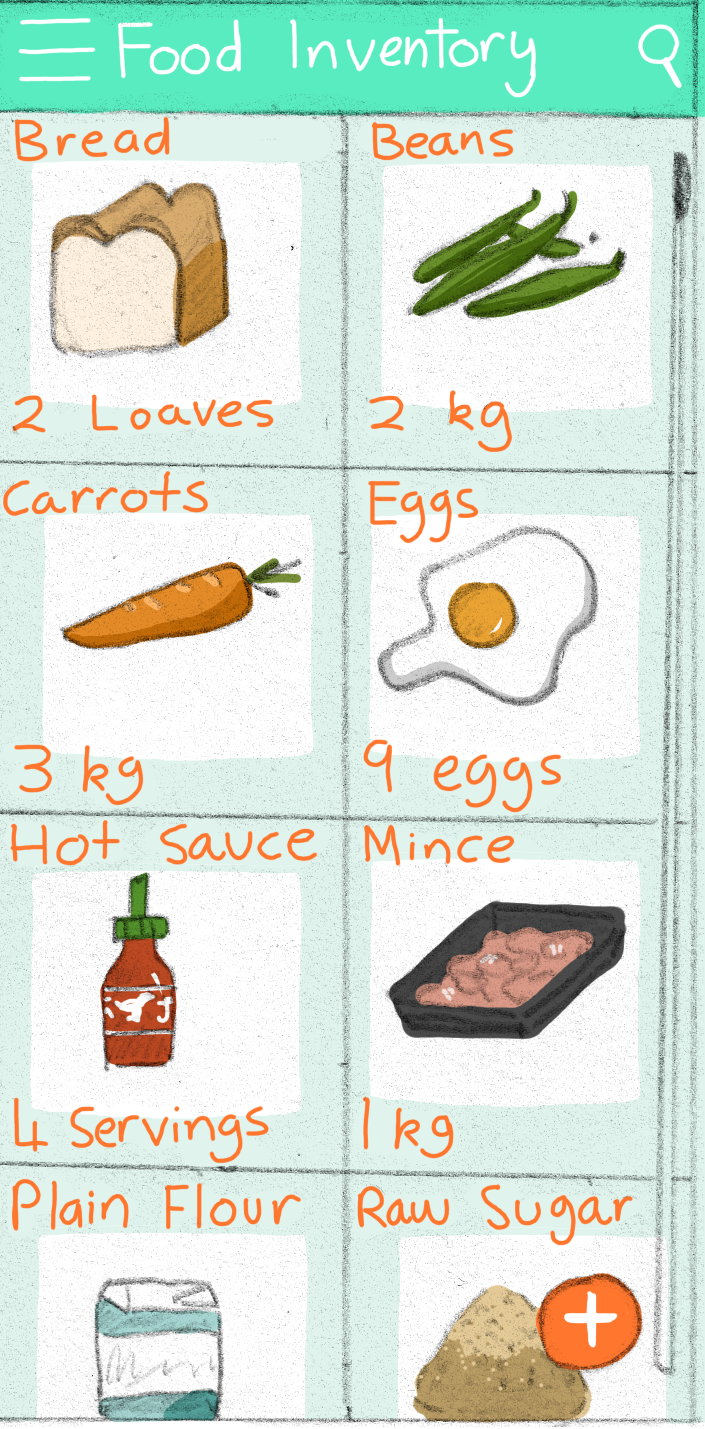 Food Inventory
Bread
Beans
2 Loaves
2 kg
Carrots
Eggs
3 kg
9 eggs
Hot Sauce
Mince
4 Servings
1 kg
Plain Flour
Raw Sugar